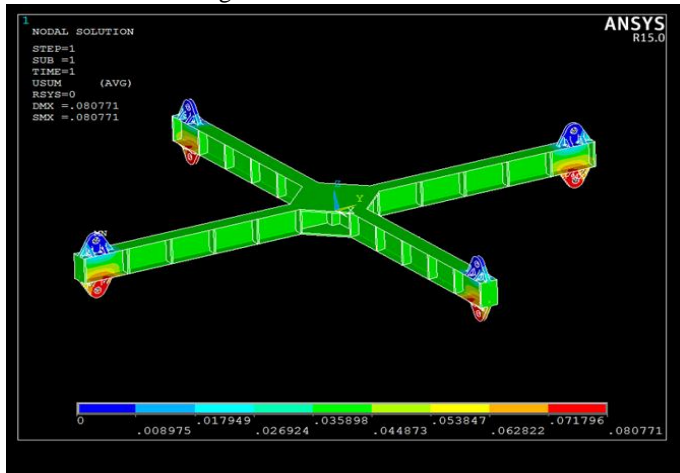 1
NODAL SOLUTION
ANSYS
R15.0
STEP=1
SUB =1
TIME=1
USUM (AVG)
RSYS=0
DMX =.080771
SMX =.080771
Z
Y
MN
0 .017949 .035898 .053847 .071796
.008975 .026924 .044873 .062822 .080771